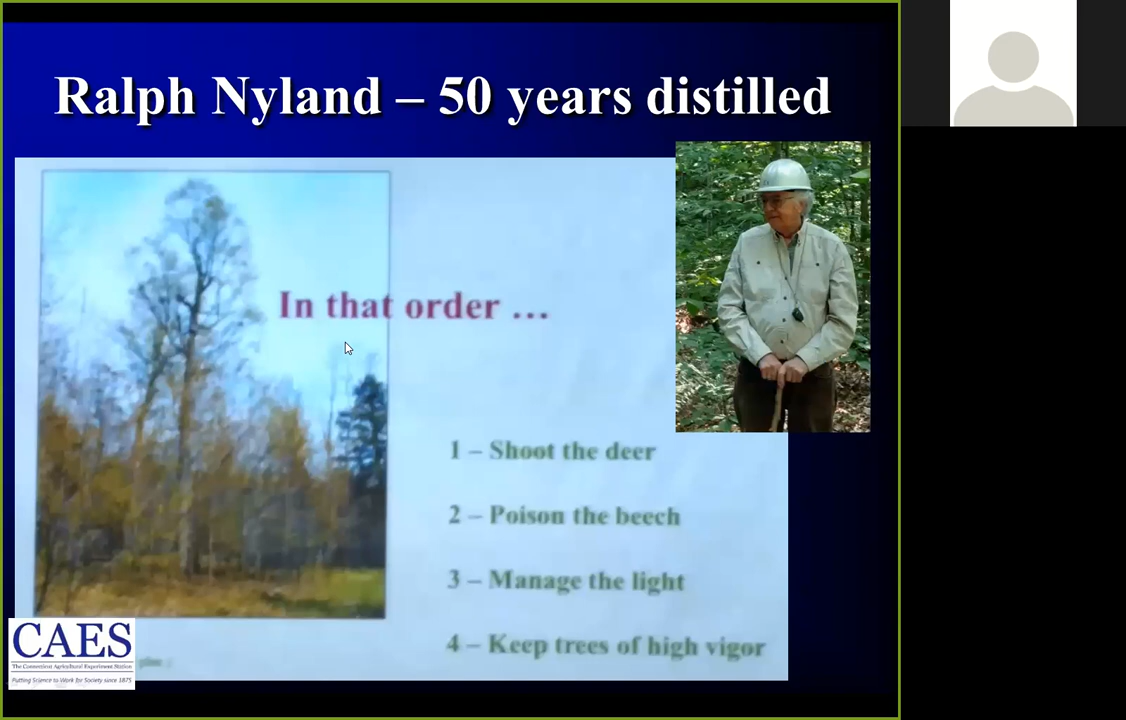 Ralph Nyland – 50 years distilled
In that order …
1 – Shoot the deer
2 – Poison the beech
3 – Manage the light
4 – Keep trees of high vigor
CAES
The Connecticut Agricultural Experiment Station
Putting Science to Work for Society since 1875